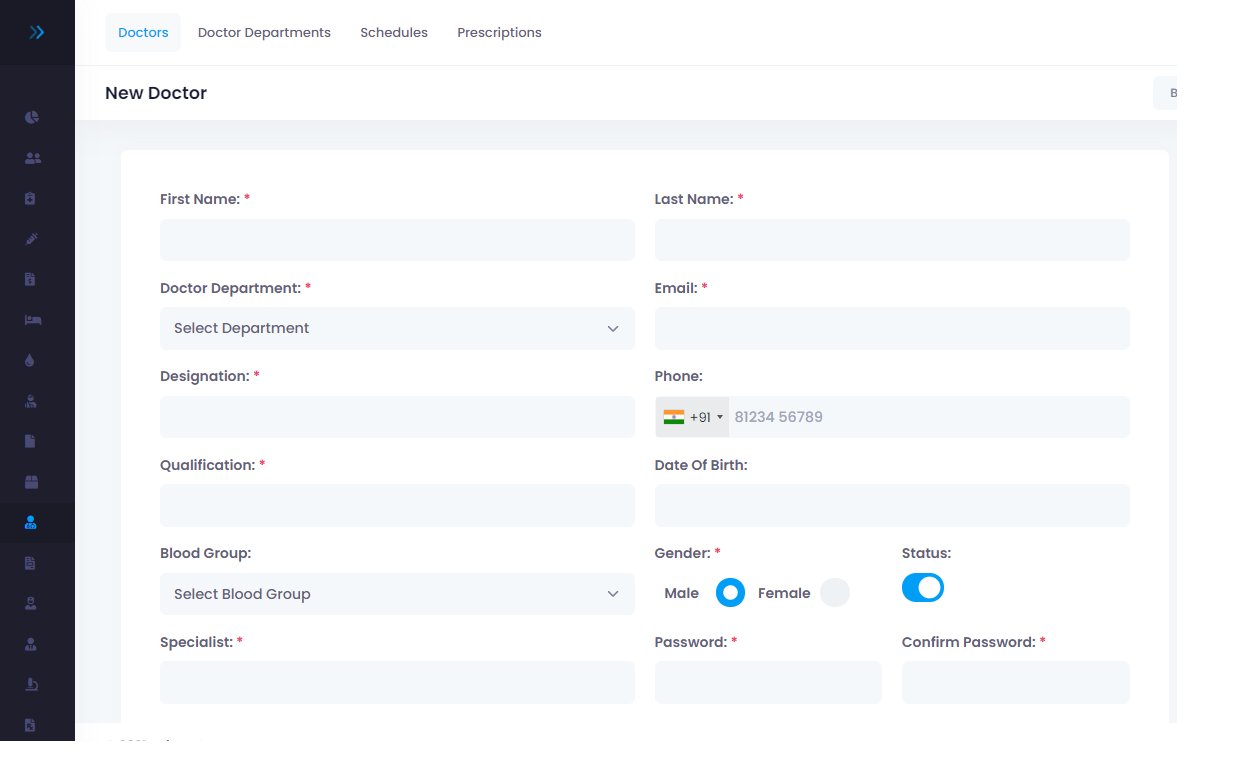 Doctors Doctor Departments Schedules Prescriptions
New Doctor
First Name: * Last Name: *
Doctor Department: * Email: *
Select Department
Designation: * Phone:
+91 81234 56789
Qualification: * Date Of Birth:
Blood Group: Gender: * Status:
Select Blood Group Male Female
Specialist: * Password: * Confirm Password: *